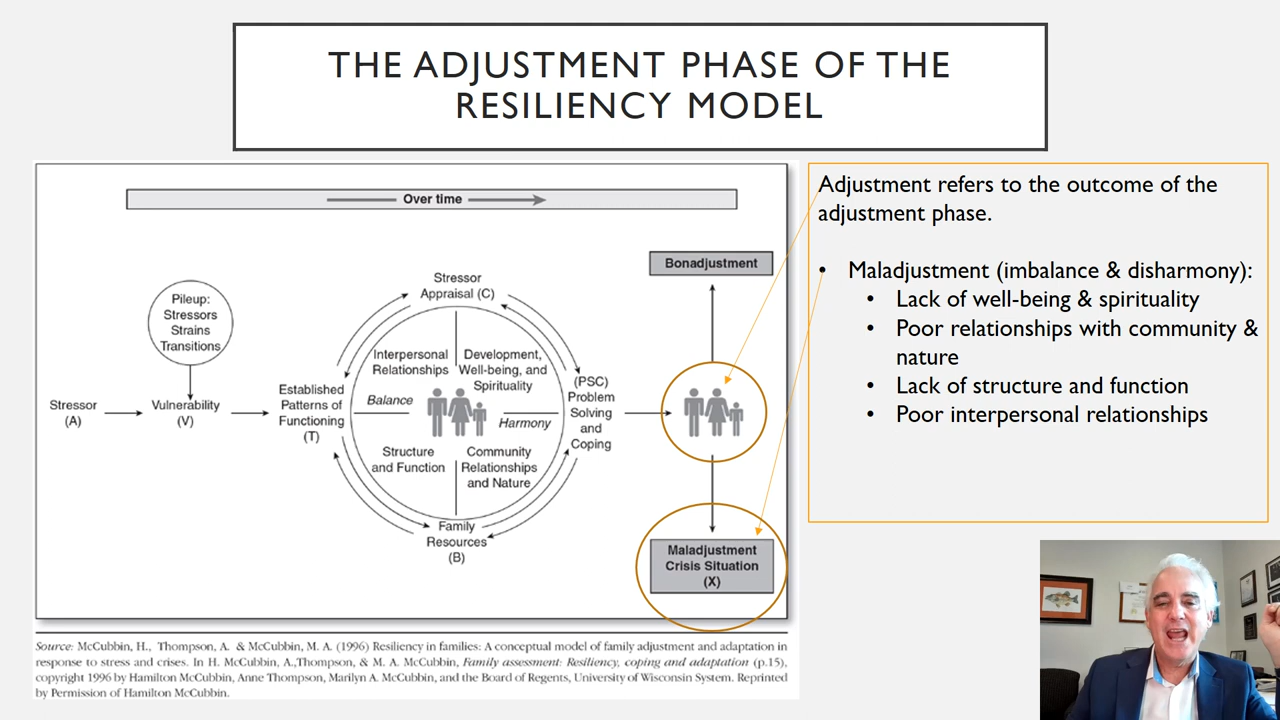 THE ADJUSTMENT PHASE OF THE
RESILIENCY MODEL
Over time
Stressor
(A)
Pileup:
Stressors
Strains
Transitions
Vulnerability
(V)
Established
Patterns of
Functioning
(T)
Stressor
Appraisal (C)
Interpersonal
Relationships
Development,
Well-being, and
Spirituality
Balance
Harmony
Structure
and Function
Community
Relationships
and Nature
Family
Resources
(B)
(PSC)
Problem
Solving
and
Coping
Bonadjustment
Maladjustment
Crisis Situation
(X)
Adjustment refers to the outcome of the
adjustment phase.
• Maladjustment (imbalance & disharmony):
• Lack of well-being & spirituality
• Poor relationships with community &
nature
• Lack of structure and function
• Poor interpersonal relationships
Source: McCubbin, H., Thompson, A. & McCubbin, M. A. (1996) Resiliency in families: A conceptual model of family adjustment and adaptation in
response to stress and crises. In H. McCubbin, A.,Thompson, & M. A. McCubbin, Family assessment: Resiliency, coping and adaptation (p.15),
copyright 1996 by Hamilton McCubbin, Anne Thompson, Marilyn A. McCubbin, and the Board of Regents, University of Wisconsin System. Reprinted
by Permission of Hamilton McCubbin.